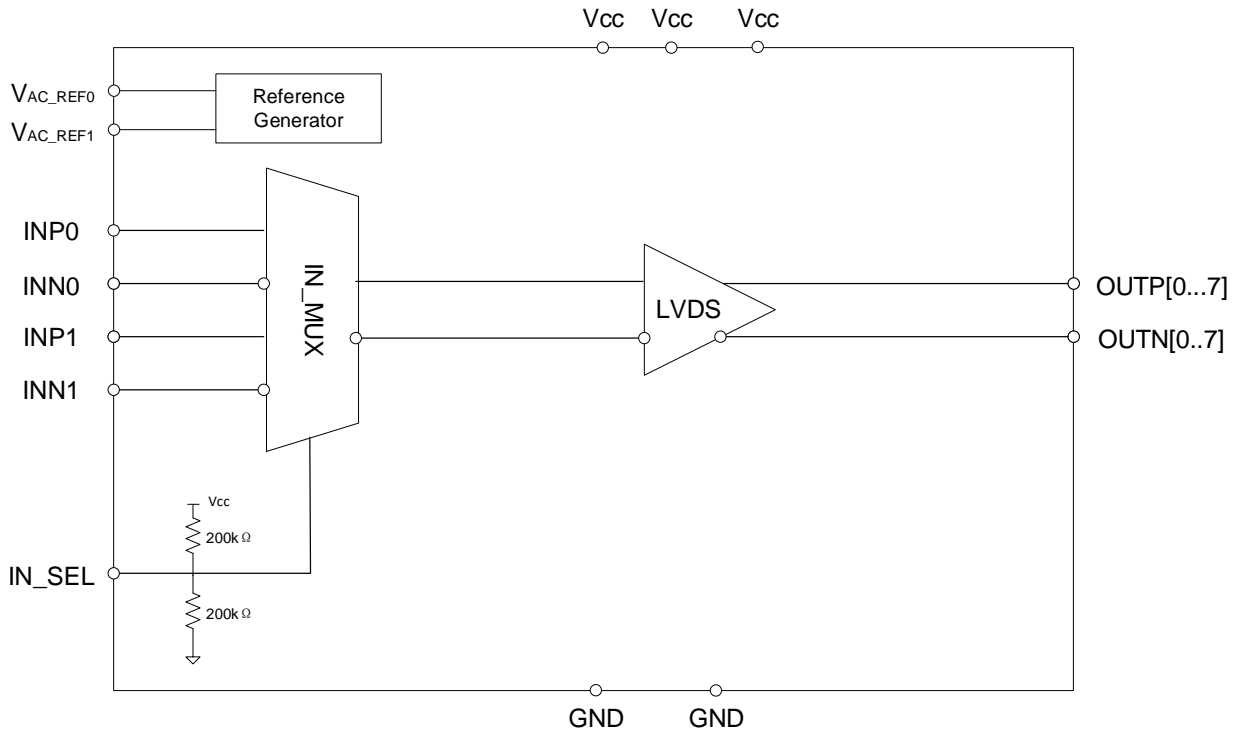 Vcc Vcc Vcc
VAC_REF0
VAC_REF1
Reference
Generator
INP0
INN0
INP1
INN1
IN_MUX
LVDS
OUTP[0...7]
OUTN[0..7]
Vcc
200kΩ
IN_SEL
200kΩ
GND GND